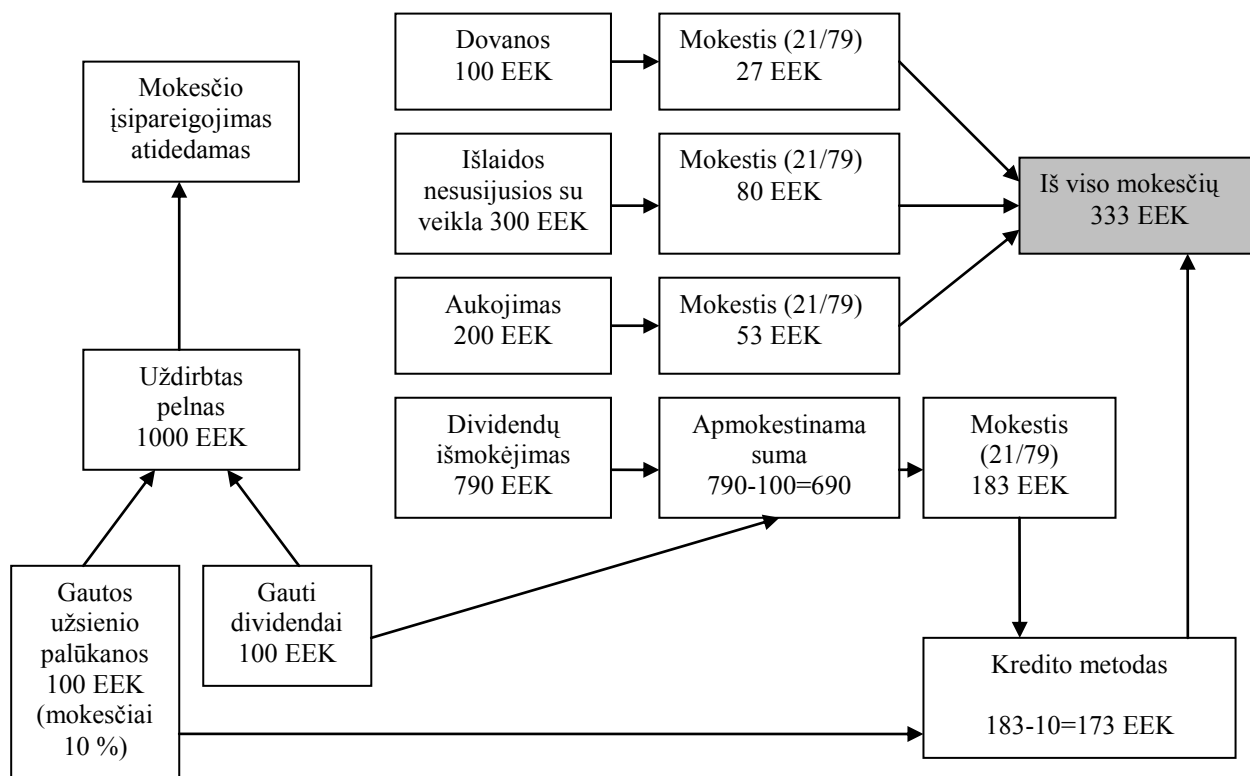 Dovanos
100 EEK
Mokestis (21/79)
27 EEK
Mokesčio
įsipareigojimas
atidedamas
Išlaidos
nesusijusios su
veikla 300 EEK
Mokestis (21/79)
80 EEK
Iš viso mokesčių
333 EEK
Aukojimas
200 EEK
Mokestis (21/79)
53 EEK
Uždirbtas
pelnas
1000 EEK
Dividendų
išmokėjimas
790 EEK
Apmokestinama
suma
790-100=690
Mokestis
(21/79)
183 EEK
Gautos
užsienio
palūkanos
100 EEK
(mokesčiai
10 %)
Gauti
dividendai
100 EEK
Kredito metodas
183-10=173 EEK